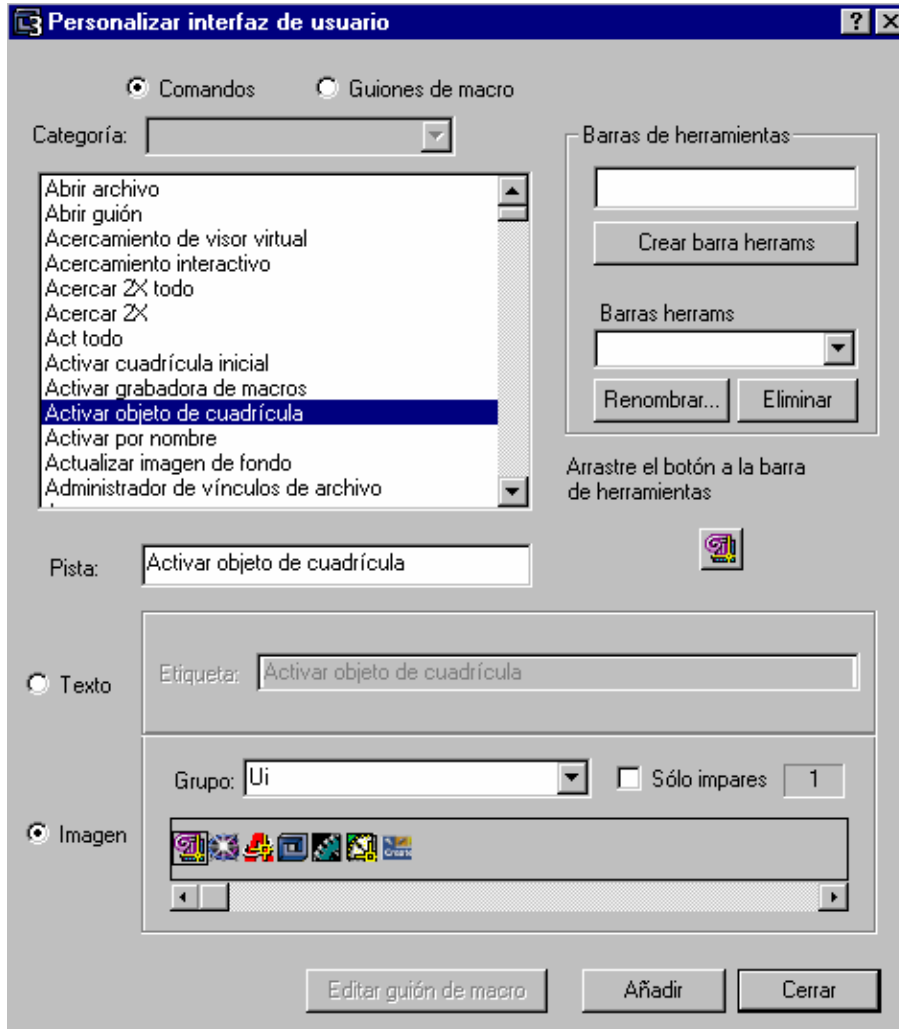 Personalizar interfaz de usuario
Comandos
Guiones de macro
Categoría:
Abrir archivo
Abrir guión
Acercamiento de visor virtual
Acercamiento interactivo
Acercar 2X todo
Acercar 2X
Act todo
Activar cuadrícula inicial
Activar grabadora de macros
Activar objeto de cuadrícula
Activar por nombre
Actualizar imagen de fondo
Administrador de vínculos de archivo
Barras de herramientas
Crear barra herrams
Barras herrams
Renombrar...
Eliminar
Arrastre el botón a la barra
de herramientas
Pista:
Activar objeto de cuadrícula
Texto
Etiqueta:
Activar objeto de cuadrícula
Imagen
Grupo:
Ui
Sólo impares
1
Editar guión de macro
Añadir
Cerrar